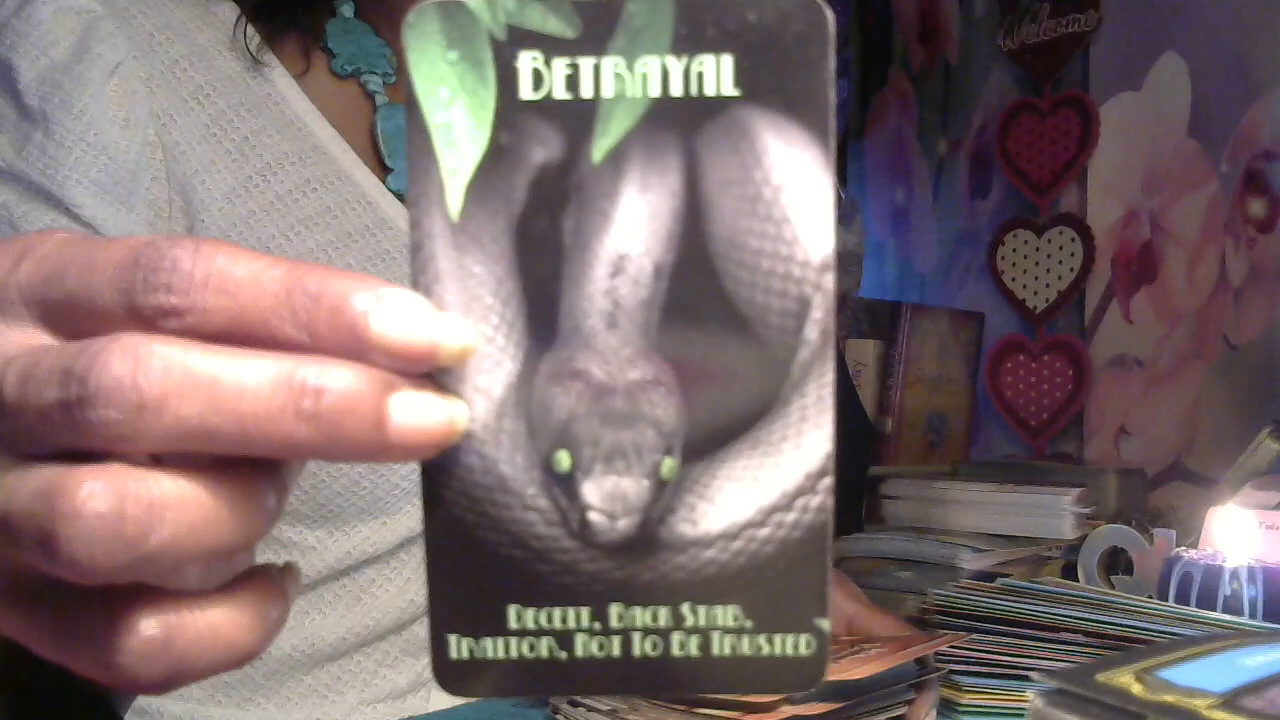 Welcome
BETRAYAL
DECEIT, BACK STAB,
TRAITOR, NOT TO BE TRUSTED